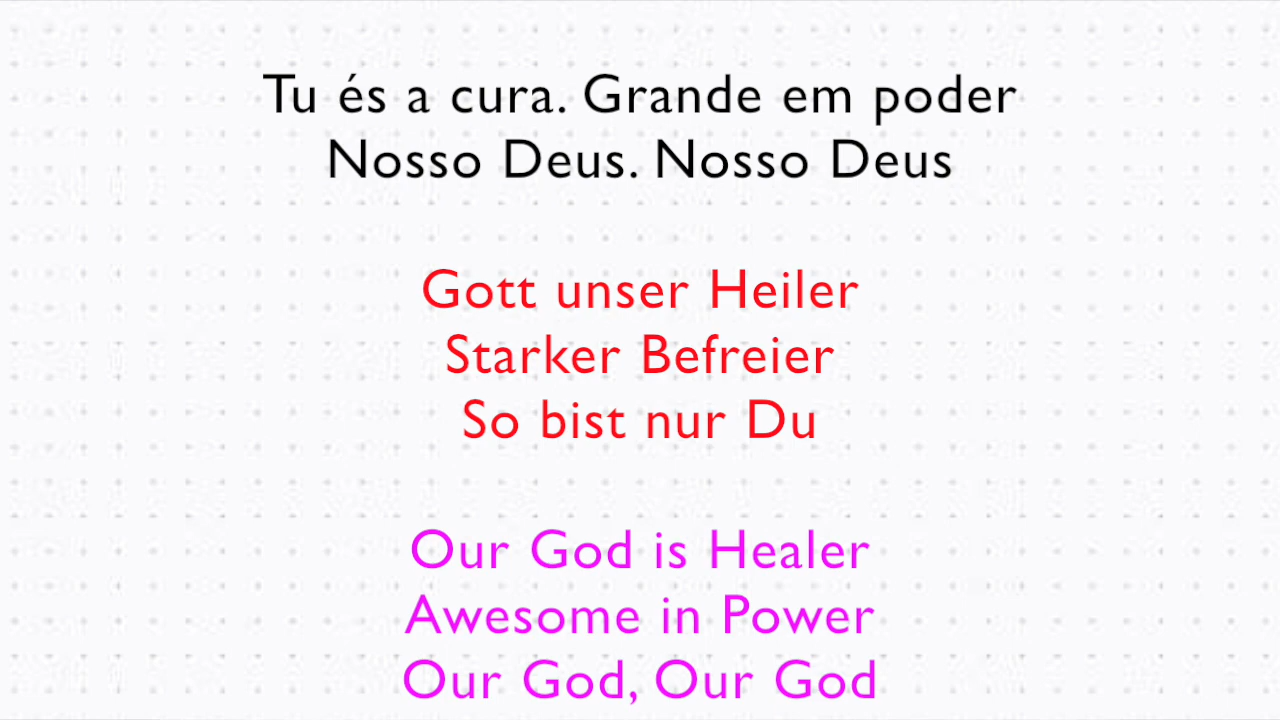 Tu és a cura. Grande em poder
Nosso Deus. Nosso Deus
Gott unser Heiler
Starker Befreier
So bist nur Du
Our God is Healer
Awesome in Power
Our God, Our God